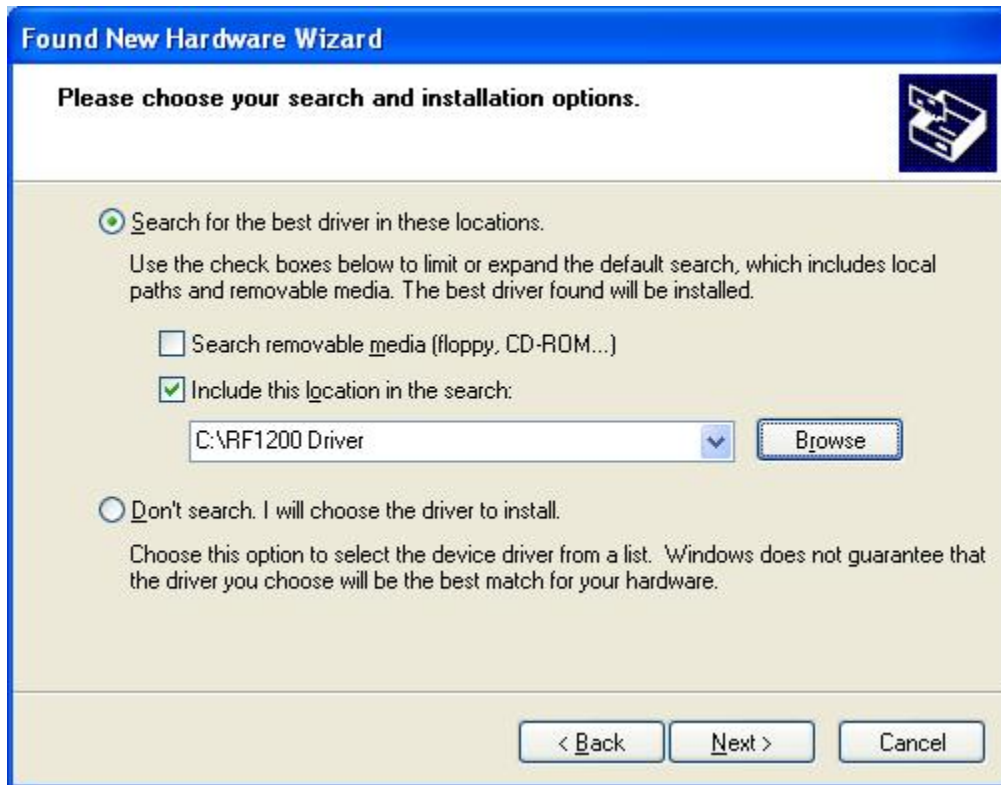 Found New Hardware Wizard
Please choose your search and installation options.
Search for the best driver in these locations.
Use the check boxes below to limit or expand the default search, which includes local
paths and removable media. The best driver found will be installed.
Search removable media (floppy, CD-ROM...)
Include this location in the search:
C:\RF1200 Driver
Browse
Don't search. I will choose the driver to install.
Choose this option to select the device driver from a list.  Windows does not guarantee that
the driver you choose will be the best match for your hardware.
< Back
Next >
Cancel